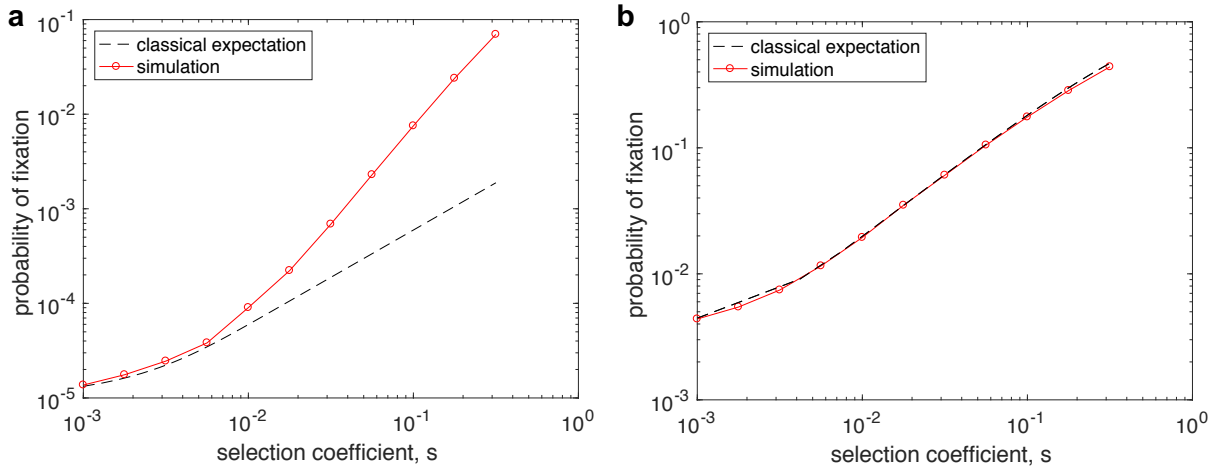 a
classical expectation
simulation
probability of fixation
10^-1
10^-2
10^-3
10^-4
10^-5
10^-3
10^-2
10^-1
10^0
selection coefficient, s
b
classical expectation
simulation
probability of fixation
10^0
10^-1
10^-2
10^-3
10^-3
10^-2
10^-1
10^0
selection coefficient, s